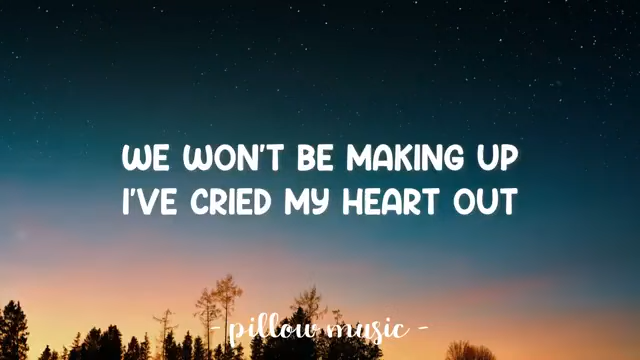 WE WON'T BE MAKING UP
I'VE CRIED MY HEART OUT
- pillow music -